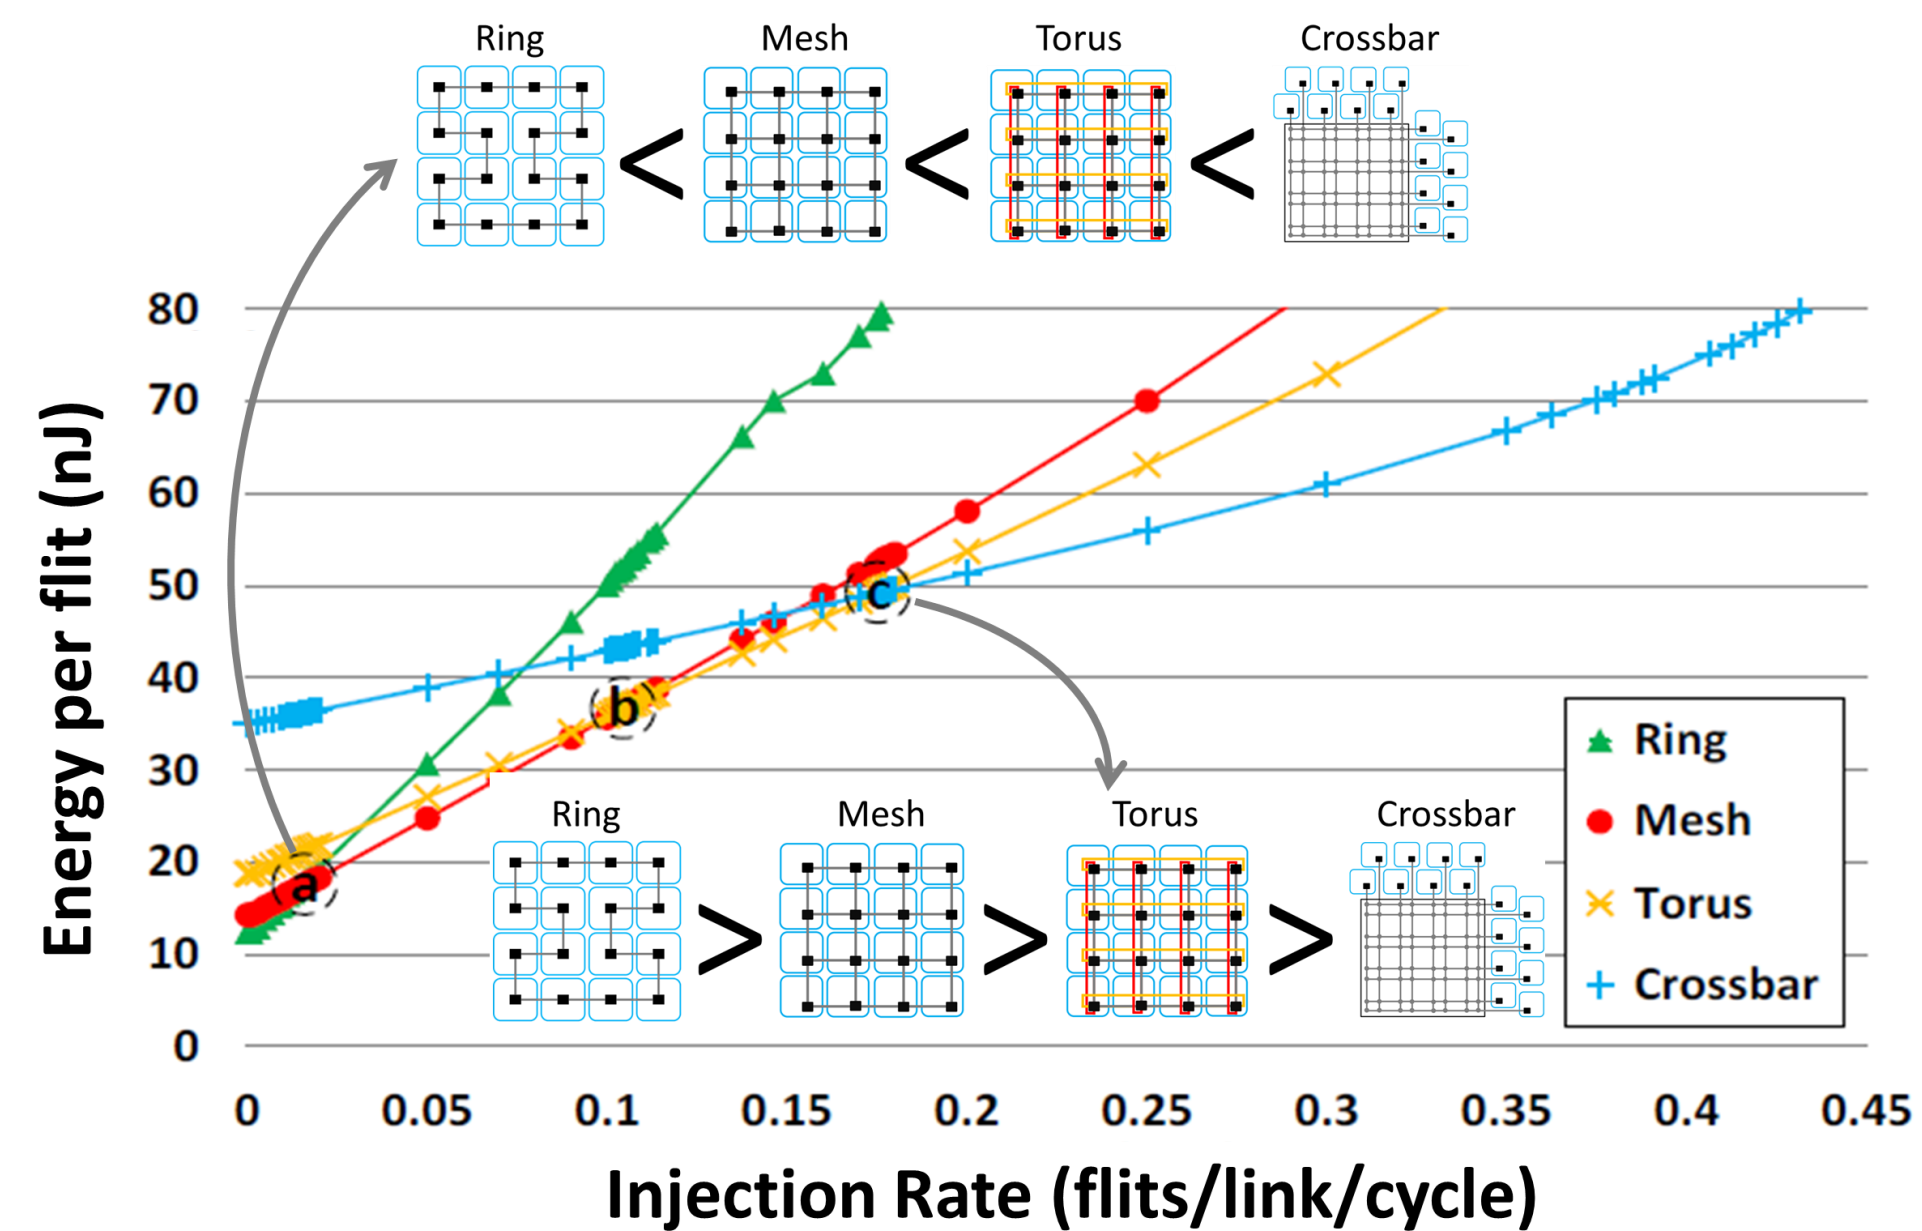 Ring Mesh Torus Crossbar
< < <
80
70
60
50
40
30
20
10
0
Energy per flit (nJ)
a
b
c
Ring Mesh Torus Crossbar
> > >
Ring
Mesh
Torus
Crossbar
0 0.05 0.1 0.15 0.2 0.25 0.3 0.35 0.4 0.45
Injection Rate (flits/link/cycle)